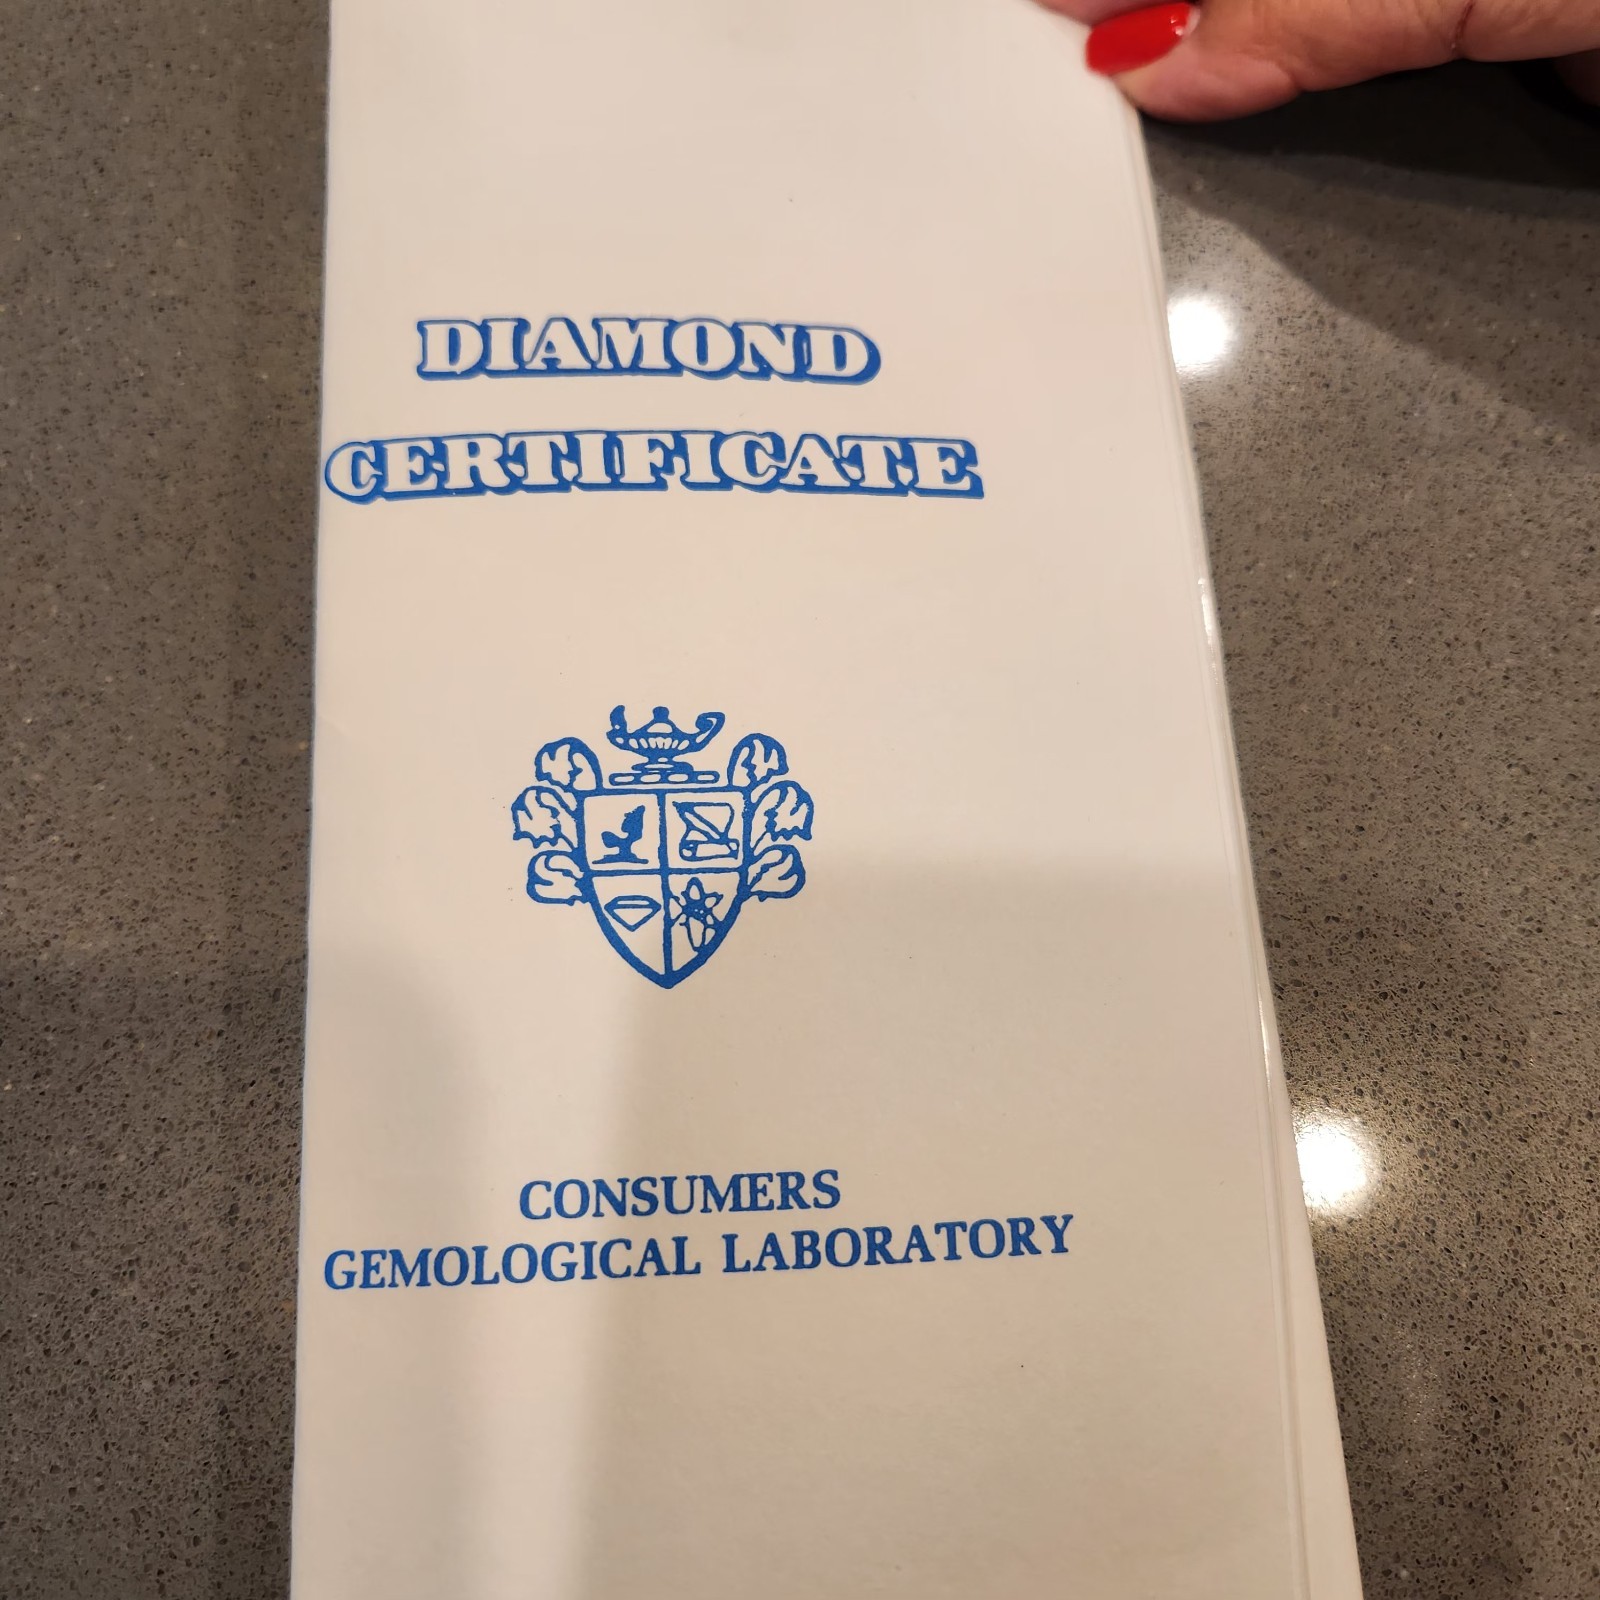 DIAMOND
CERTIFICATE
CONSUMERS
GEMOLOGICAL LABORATORY